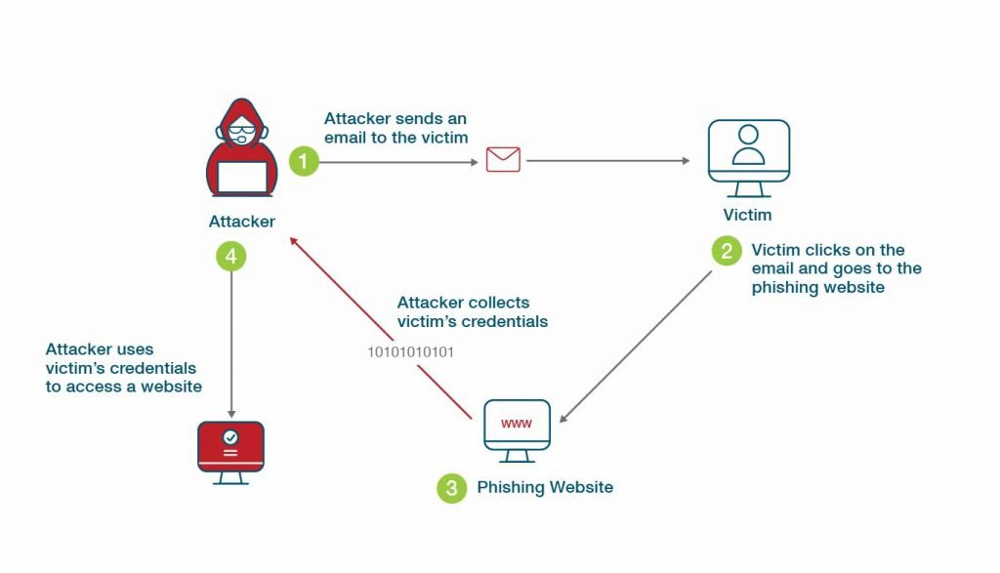 1
Attacker sends an
email to the victim
Attacker
Victim
2
Victim clicks on the
email and goes to the
phishing website
4
Attacker collects
victim's credentials
10101010101
Attacker uses
victim's credentials
to access a website
www
3
Phishing Website